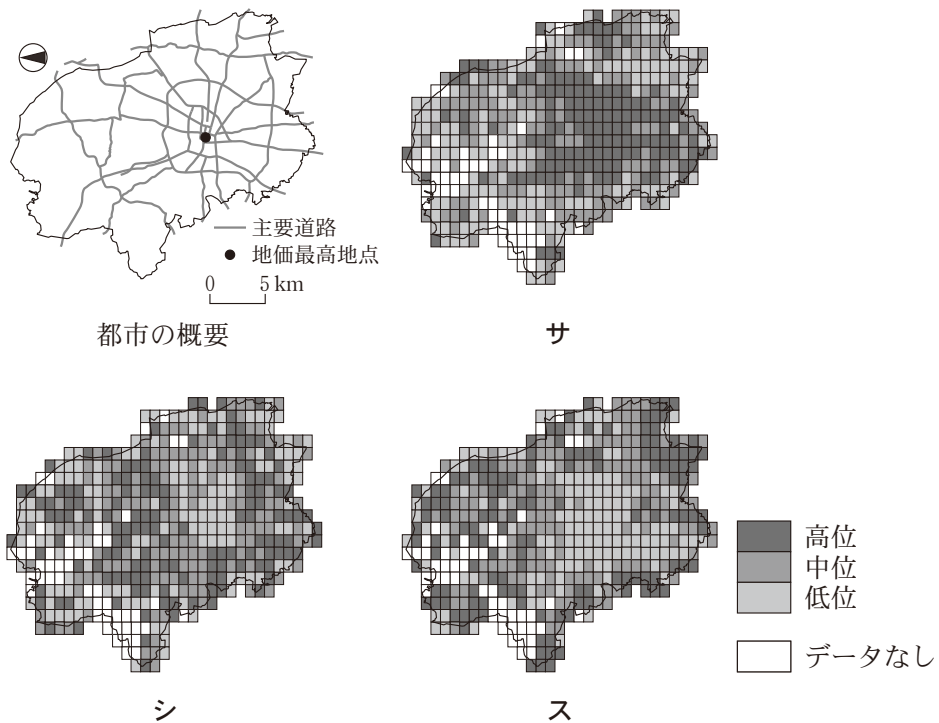 主要道路
地価最高地点
0 5 km
都市の概要
サ
シ
ス
高位
中位
低位
データなし